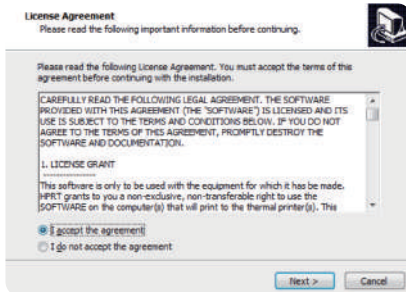 License Agreement
Please read the following important information before continuing.
Please read the following License Agreement. You must accept the terms of this
agreement before continuing with the installation.
CAREFULLY READ THE FOLLOWING LEGAL AGREEMENT. THE SOFTWARE
PROVIDED WITH THIS AGREEMENT (THE "SOFTWARE") IS LICENSED AND ITS
USE IS SUBJECT TO THE TERMS AND CONDITIONS BELOW. IF YOU DO NOT
AGREE TO THE TERMS OF THIS AGREEMENT, PROMPTLY DESTROY THE
SOFTWARE AND DOCUMENTATION.
1. LICENSE GRANT
---------------
This software is only to be used with the equipment for which it has be made.
HPRT grants to you a non-exclusive, non-transferable right to use the
SOFTWARE on the computer(s) that will print to the thermal printer(s). This
I accept the agreement
I do not accept the agreement
Next >
Cancel